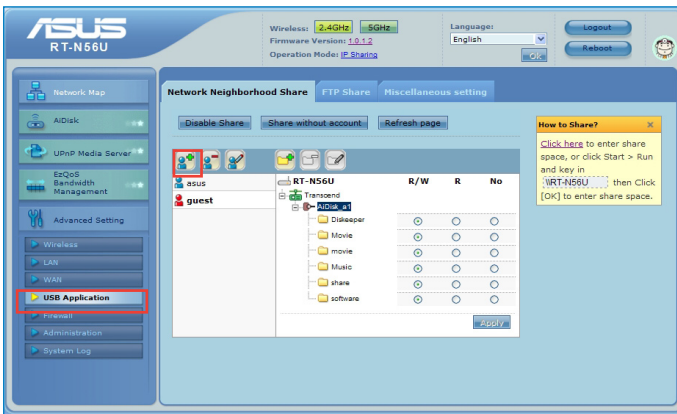 ASUS
RT-N56U
Wireless: 2.4GHz 5GHz
Firmware Version: 1.0.1.2
Operation Mode: IP Sharing
Language:
English
OK
Logout
Reboot
Network Map
AiDisk
UPnP Media Server
EzQoS
Bandwidth
Management
Advanced Setting
Wireless
LAN
WAN
USB Application
Firewall
Administration
System Log
Network Neighborhood Share FTP Share Miscellaneous setting
Disable Share Share without account Refresh page
asus
guest
RT-N56U R/W R No
Transcend
AiDisk_a1
Diskeeper
Movie
movie
Music
share
software
Apply
How to Share? X
Click here to enter share
space, or click Start > Run
and key in
\\RT-N56U then Click
[OK] to enter share space.